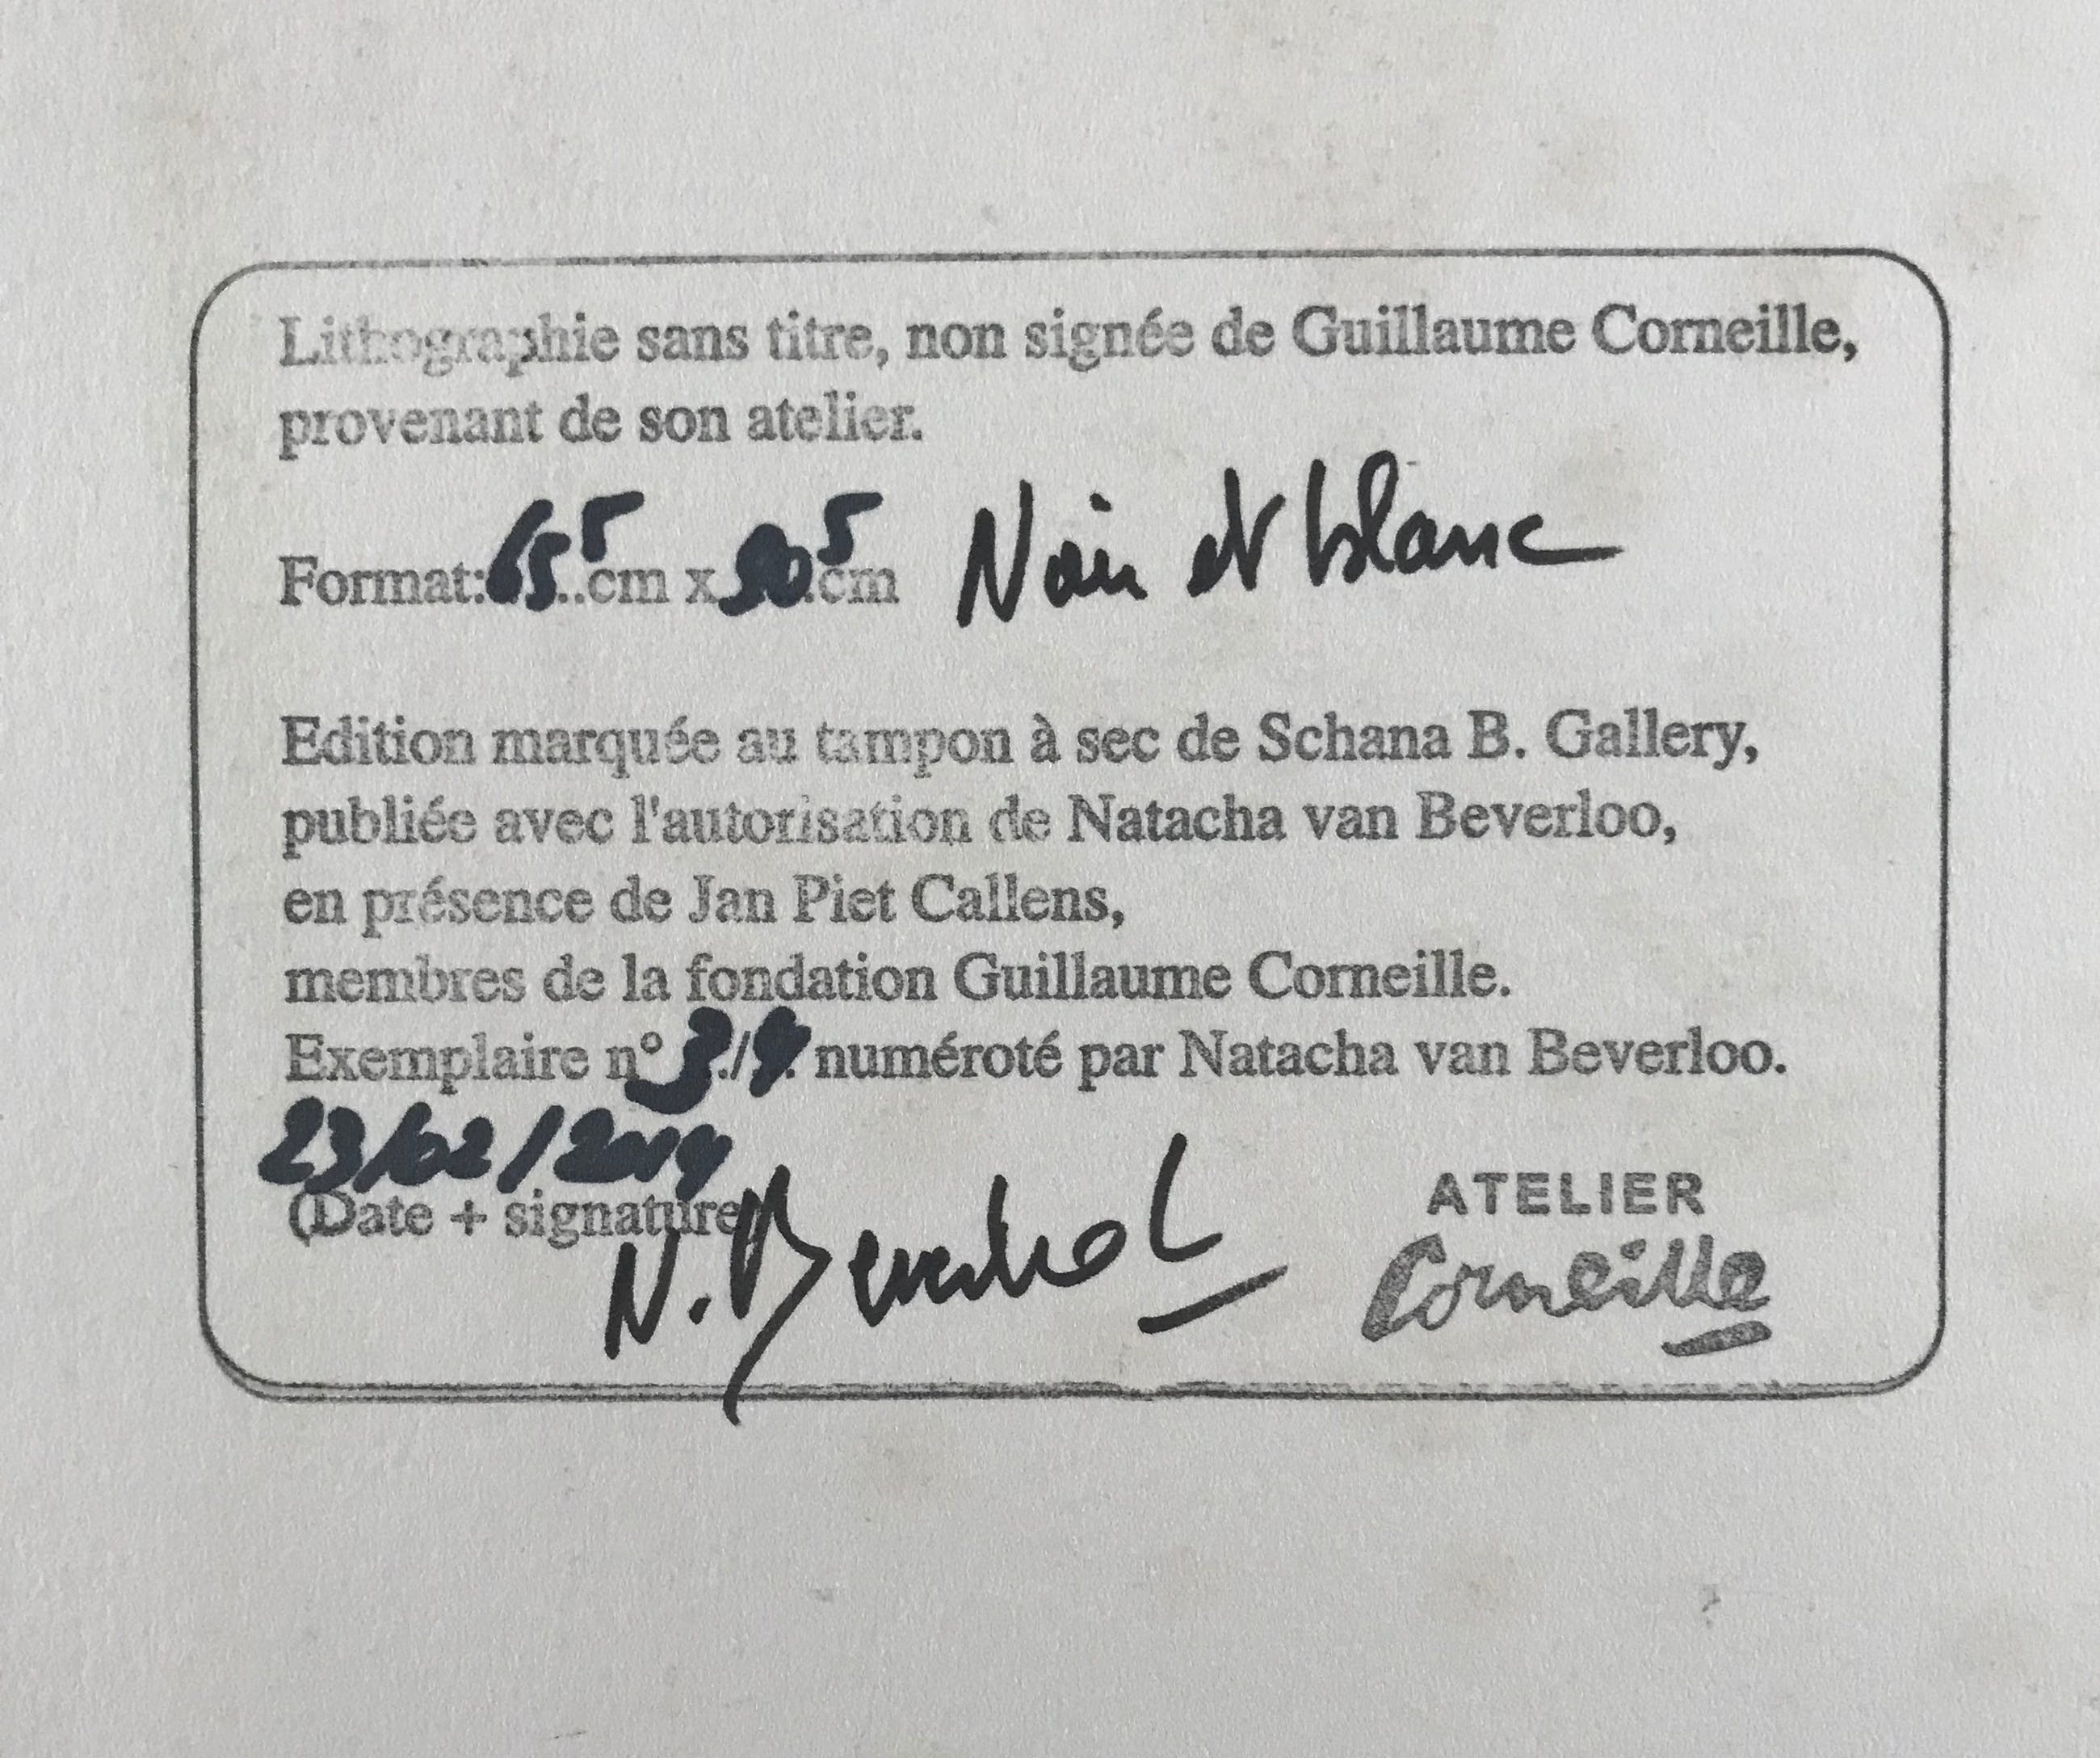 Lithographie sans titre, non signée de Guillaume Corneille,
provenant de son atelier.
Format: 65 5 cm x 50 5 cm Noir et blanc
Edition marquée au tampon à sec de Schana B. Gallery,
publiée avec l'autorisation de Natacha van Beverloo,
en présence de Jan Piet Callens,
membres de la fondation Guillaume Corneille.
Exemplaire n° 3./9. numéroté par Natacha van Beverloo.
23/02/2019
(Date + signature)
N.
ATELIER
Corneille